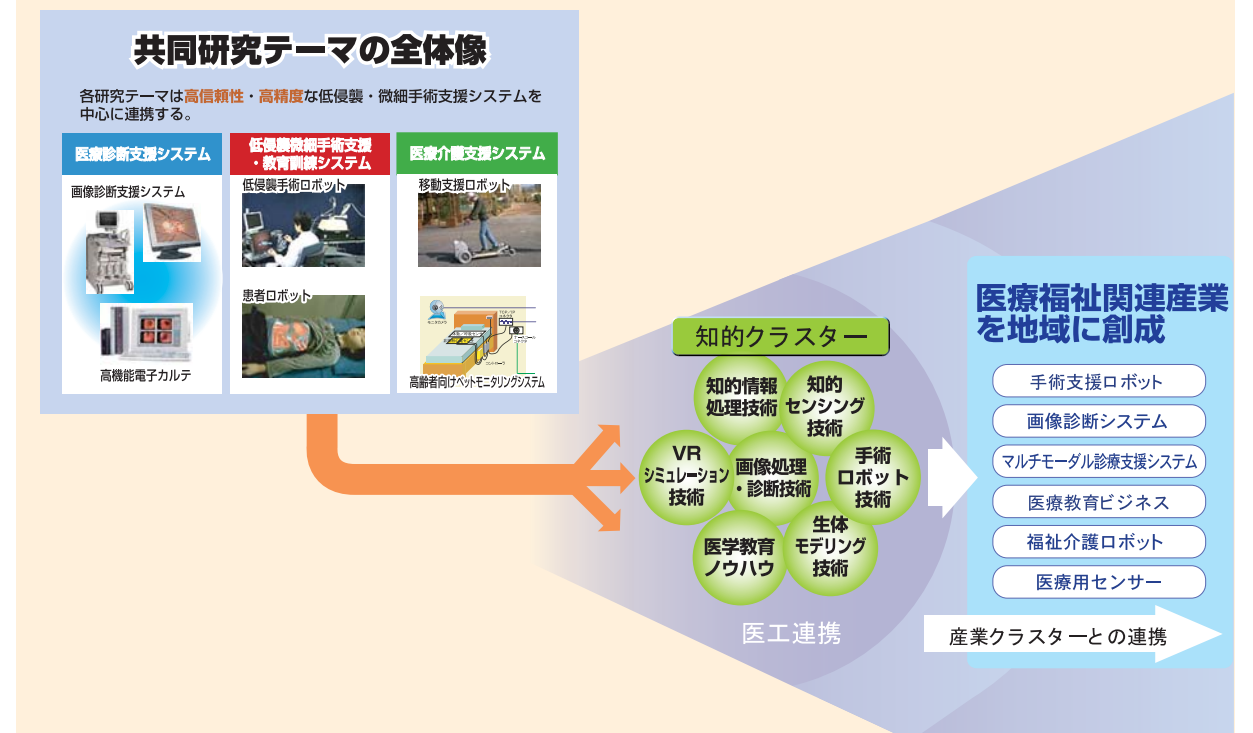 共同研究テーマの全体像
各研究テーマは高信頼性・高精度な低侵襲・微細手術支援システムを
中心に連携する。
医療診断支援システム
画像診断支援システム
高機能電子カルテ
低侵襲微細手術支援
・教育訓練システム
低侵襲手術ロボット
患者ロボット
医療介護支援システム
移動支援ロボット
高齢者向けベットモニタリングシステム
知的クラスター
知的情報
処理技術
知的
センシング
技術
VR
シミュレーション
技術
画像処理
・診断技術
手術
ロボット
技術
医学教育
ノウハウ
生体
モデリング
技術
医工連携
医療福祉関連産業
を地域に創成
手術支援ロボット
画像診断システム
マルチモーダル診療支援システム
医療教育ビジネス
福祉介護ロボット
医療用センサー
産業クラスターとの連携